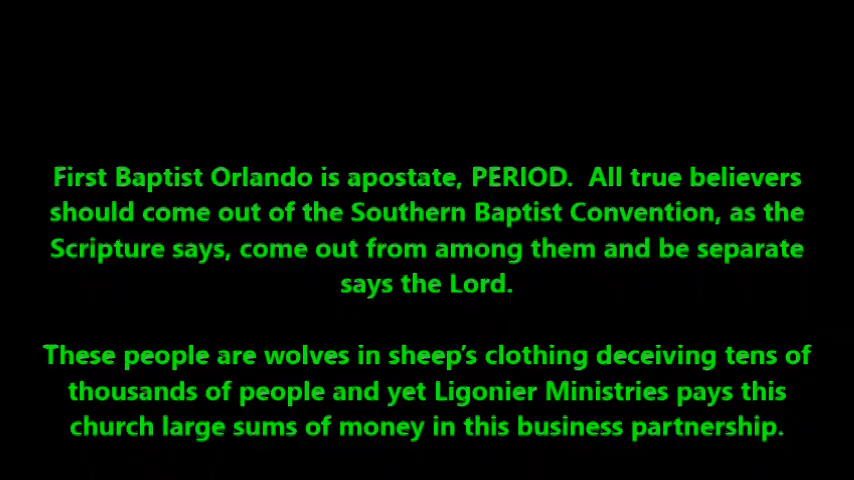 First Baptist Orlando is apostate, PERIOD.  All true believers
should come out of the Southern Baptist Convention, as the
Scripture says, come out from among them and be separate
says the Lord.
These people are wolves in sheep's clothing deceiving tens of
thousands of people and yet Ligonier Ministries pays this
church large sums of money in this business partnership.